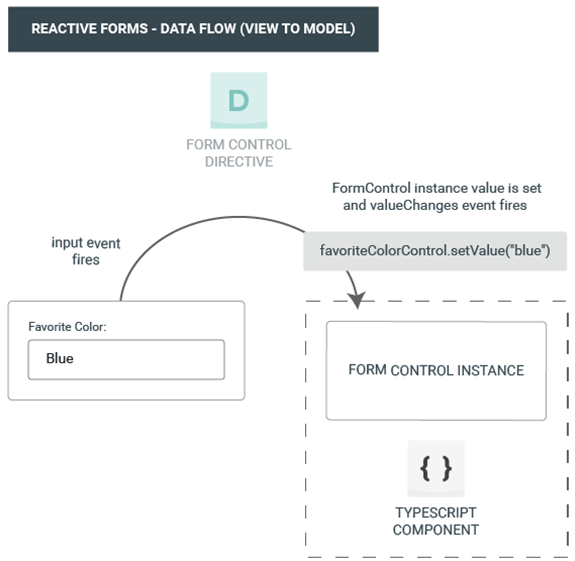 REACTIVE FORMS - DATA FLOW (VIEW TO MODEL)
D
FORM CONTROL
DIRECTIVE
FormControl instance value is set
and valueChanges event fires
input event
fires
favoriteColorControl.setValue("blue")
Favorite Color:
Blue
FORM CONTROL INSTANCE
{ }
TYPESCRIPT
COMPONENT